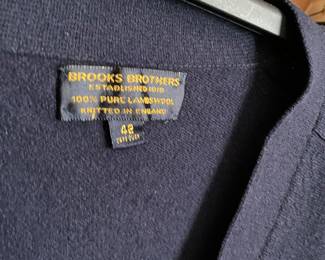 BROOKS BROTHERS
ESTABLISHED 1818
100% PURE LAMBSWOOL
KNITTED IN ENGLAND
48